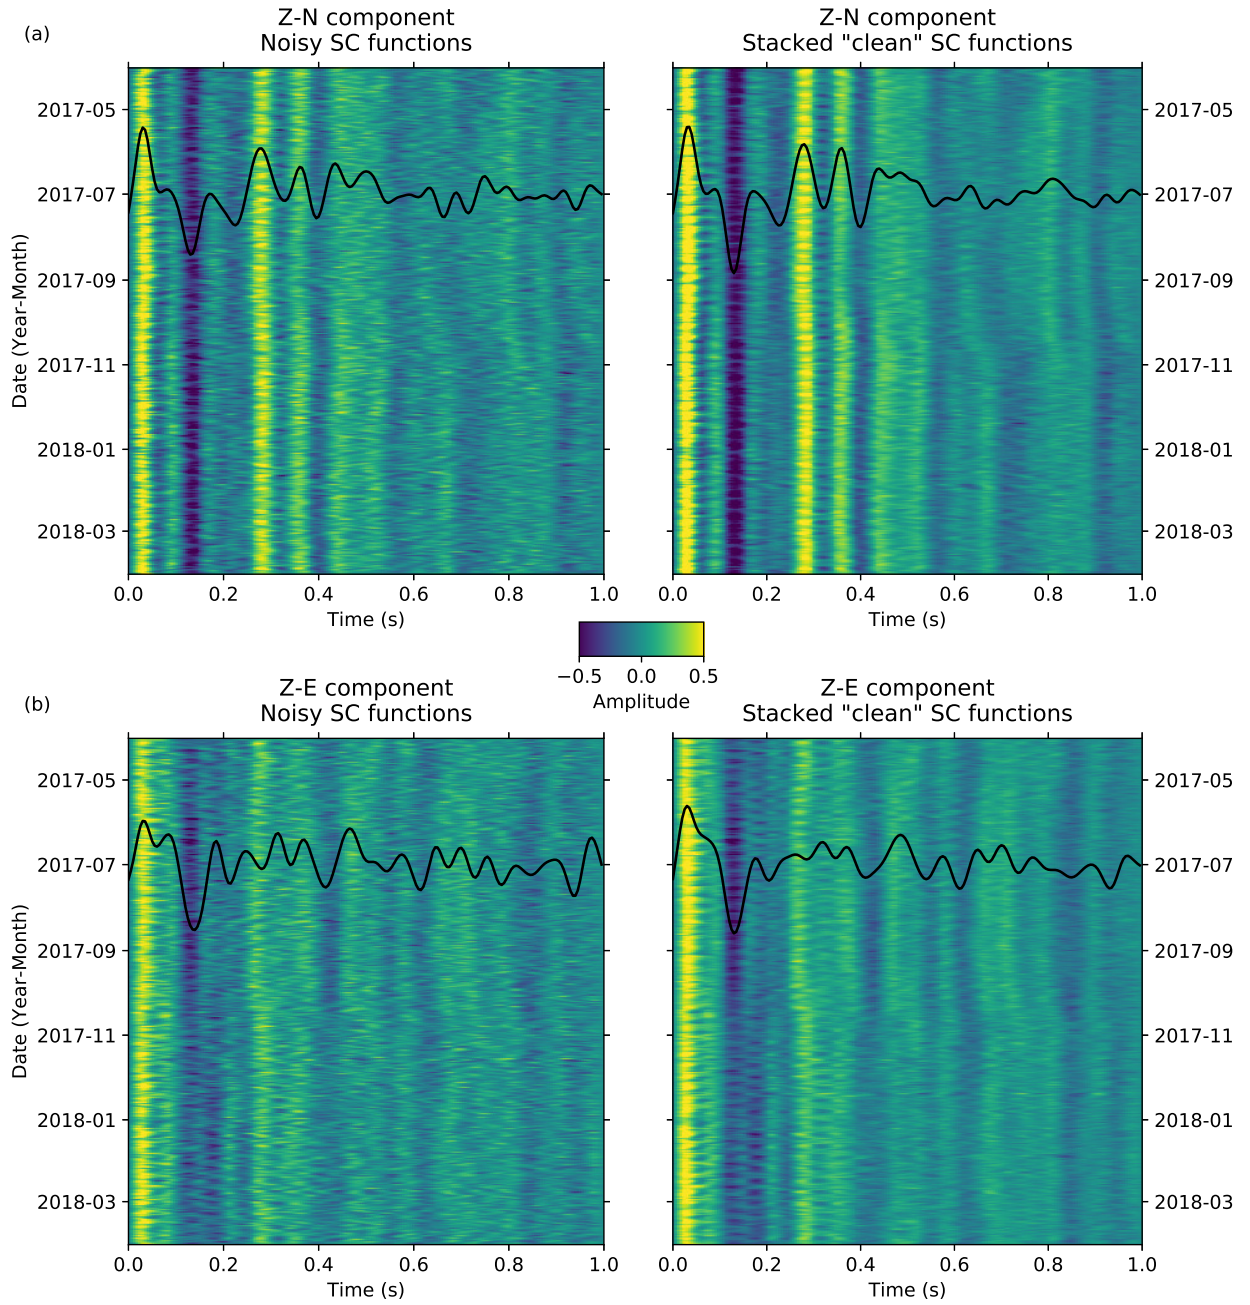 (a)
Z-N component
Noisy SC functions
Z-N component
Stacked "clean" SC functions
Date (Year-Month)
2017-05
2017-07
2017-09
2017-11
2018-01
2018-03
2017-05
2017-07
2017-09
2017-11
2018-01
2018-03
0.0 0.2 0.4 0.6 0.8 1.0
Time (s)
0.0 0.2 0.4 0.6 0.8 1.0
Time (s)
−0.5 0.0 0.5
Amplitude
(b)
Z-E component
Noisy SC functions
Z-E component
Stacked "clean" SC functions
Date (Year-Month)
2017-05
2017-07
2017-09
2017-11
2018-01
2018-03
2017-05
2017-07
2017-09
2017-11
2018-01
2018-03
0.0 0.2 0.4 0.6 0.8 1.0
Time (s)
0.0 0.2 0.4 0.6 0.8 1.0
Time (s)